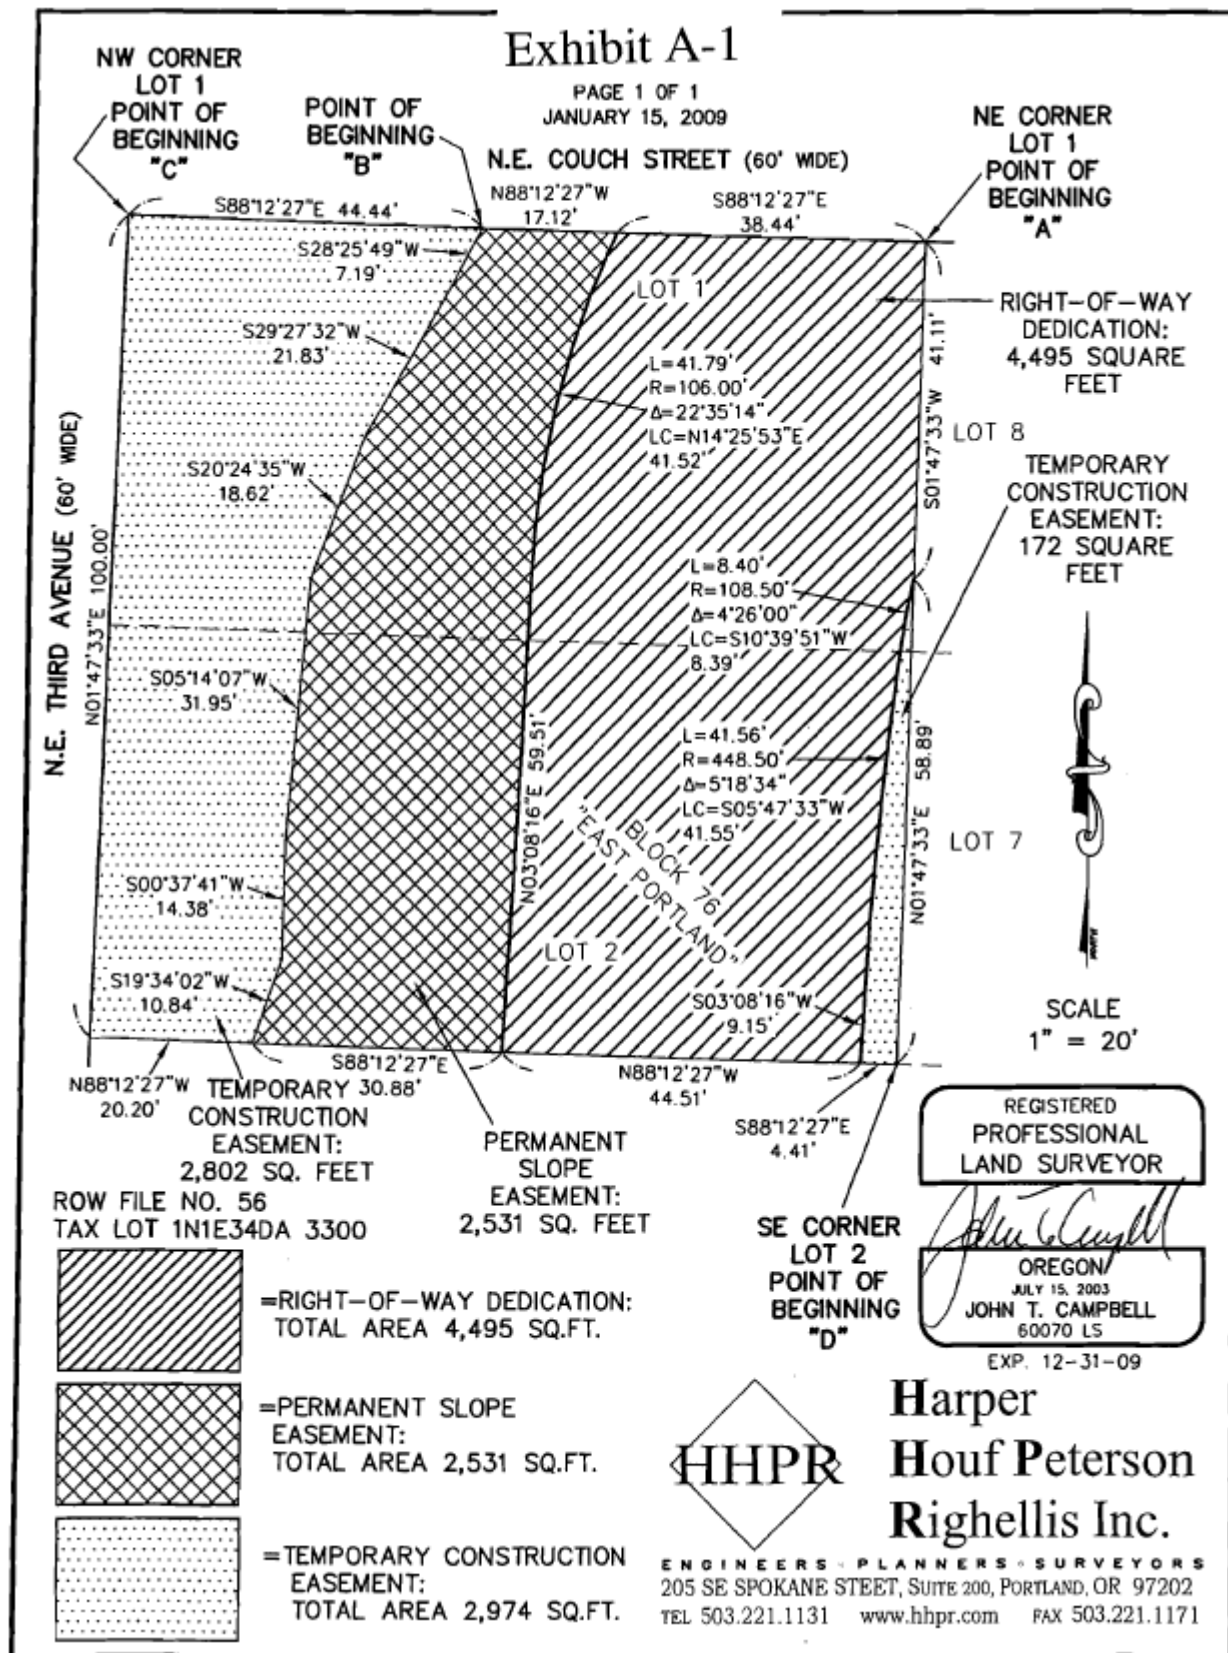 Exhibit A-1
PAGE 1 OF 1
JANUARY 15, 2009
NW CORNER
LOT 1
POINT OF
BEGINNING
"C"
POINT OF
BEGINNING
"B"
N.E. COUCH STREET (60' WIDE)
NE CORNER
LOT 1
POINT OF
BEGINNING
"A"
S88°12'27"E 44.44'
N88°12'27"W
17.12'
S88°12'27"E
38.44'
S28°25'49"W
7.19'
LOT 1
RIGHT-OF-WAY
DEDICATION:
4,495 SQUARE
FEET
S29°27'32"W
21.83'
L=41.79'
R=106.00'
Δ=22°35'14"
LC=N14°25'53"E
41.52'
S01°47'33"W 41.11'
LOT 8
TEMPORARY
CONSTRUCTION
EASEMENT:
172 SQUARE
FEET
S20°24'35"W
18.62'
N.E. THIRD AVENUE (60' WIDE)
N01°47'33"E 100.00'
L=8.40'
R=108.50'
Δ=4°26'00"
LC=S10°39'51"W
8.39'
S05°14'07"W
31.95'
N03°08'16"E 59.51'
L=41.56'
R=448.50'
Δ=5°18'34"
LC=S05°47'33"W
41.55'
N01°47'33"E 58.89'
LOT 7
BLOCK 76
"EAST PORTLAND"
S00°37'41"W
14.38'
LOT 2
S19°34'02"W
10.84'
S03°08'16"W
9.15'
SCALE
1" = 20'
N88°12'27"W
20.20'
S88°12'27"E
30.88'
N88°12'27"W
44.51'
S88°12'27"E
4.41'
TEMPORARY
CONSTRUCTION
EASEMENT:
2,802 SQ. FEET
PERMANENT
SLOPE
EASEMENT:
2,531 SQ. FEET
SE CORNER
LOT 2
POINT OF
BEGINNING
"D"
REGISTERED
PROFESSIONAL
LAND SURVEYOR
OREGON
JULY 15, 2003
JOHN T. CAMPBELL
60070 LS
EXP. 12-31-09
ROW FILE NO. 56
TAX LOT 1N1E34DA 3300
=RIGHT-OF-WAY DEDICATION:
TOTAL AREA 4,495 SQ.FT.
=PERMANENT SLOPE
EASEMENT:
TOTAL AREA 2,531 SQ.FT.
=TEMPORARY CONSTRUCTION
EASEMENT:
TOTAL AREA 2,974 SQ.FT.
HHPR
Harper
Houf Peterson
Righellis Inc.
ENGINEERS PLANNERS SURVEYORS
205 SE SPOKANE STEET, SUITE 200, PORTLAND, OR 97202
TEL 503.221.1131 www.hhpr.com FAX 503.221.1171